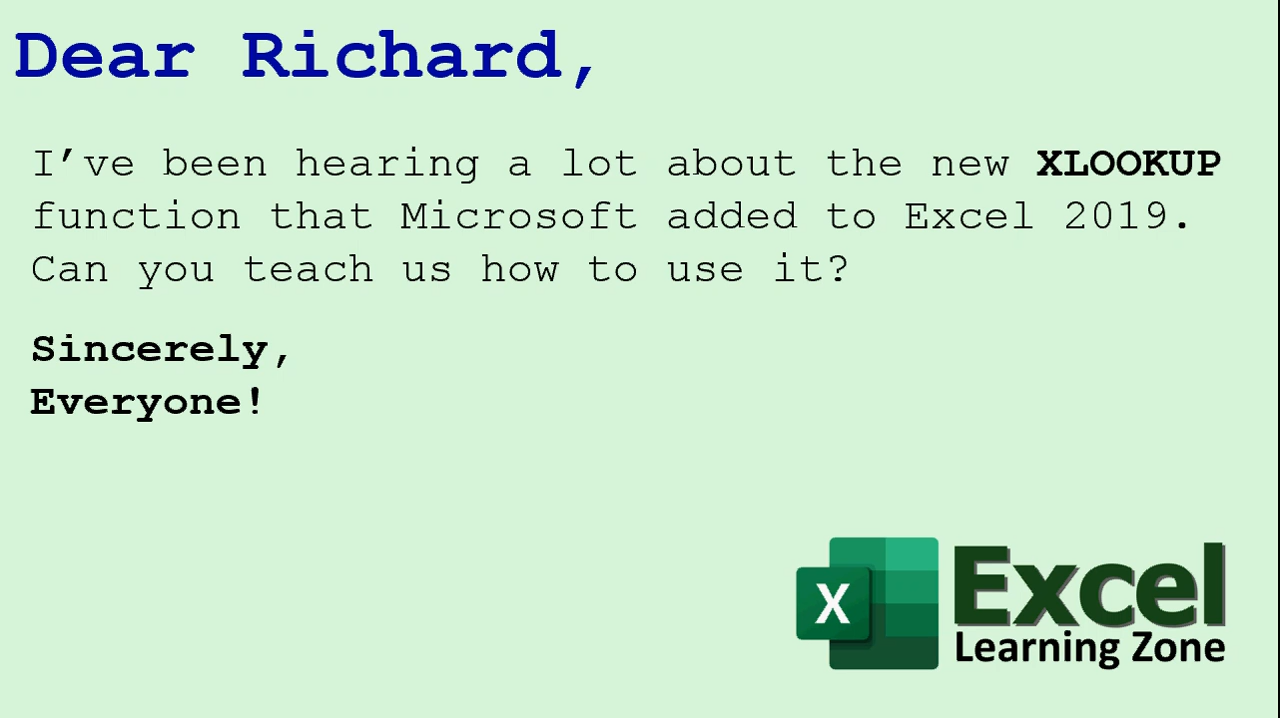 Dear Richard,
I’ve been hearing a lot about the new XLOOKUP
function that Microsoft added to Excel 2019.
Can you teach us how to use it?
Sincerely,
Everyone!
X
Excel
Learning Zone